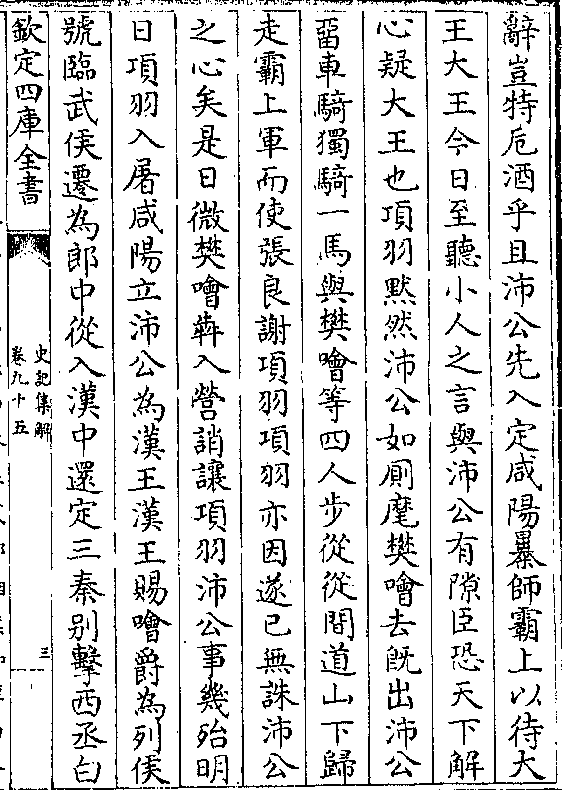 辭豈特卮酒乎且沛公先入定咸陽暴師霸上以待大
王大王今日至聽小人之言與沛公有隙臣恐天下解
心疑大王也項羽黙然沛公如廁麾樊噲去旣出沛公
畱車騎獨騎一馬與樊噲等四人步從從間道山下歸
走霸上軍而使張良謝項羽項羽亦因遂已無誅沛公
之心矣是日微樊噲犇入營誚讓項羽沛公事幾殆明
日項羽入屠咸陽立沛公為漢王漢王賜噲爵為列侯
號臨武侯遷為郎中從入漢中還定三秦别擊西丞白
欽定四庫全書
史記集解
卷九十五
三